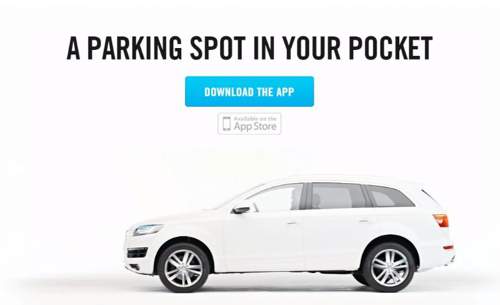 A PARKING SPOT IN YOUR POCKET
DOWNLOAD THE APP
Available on the
App Store